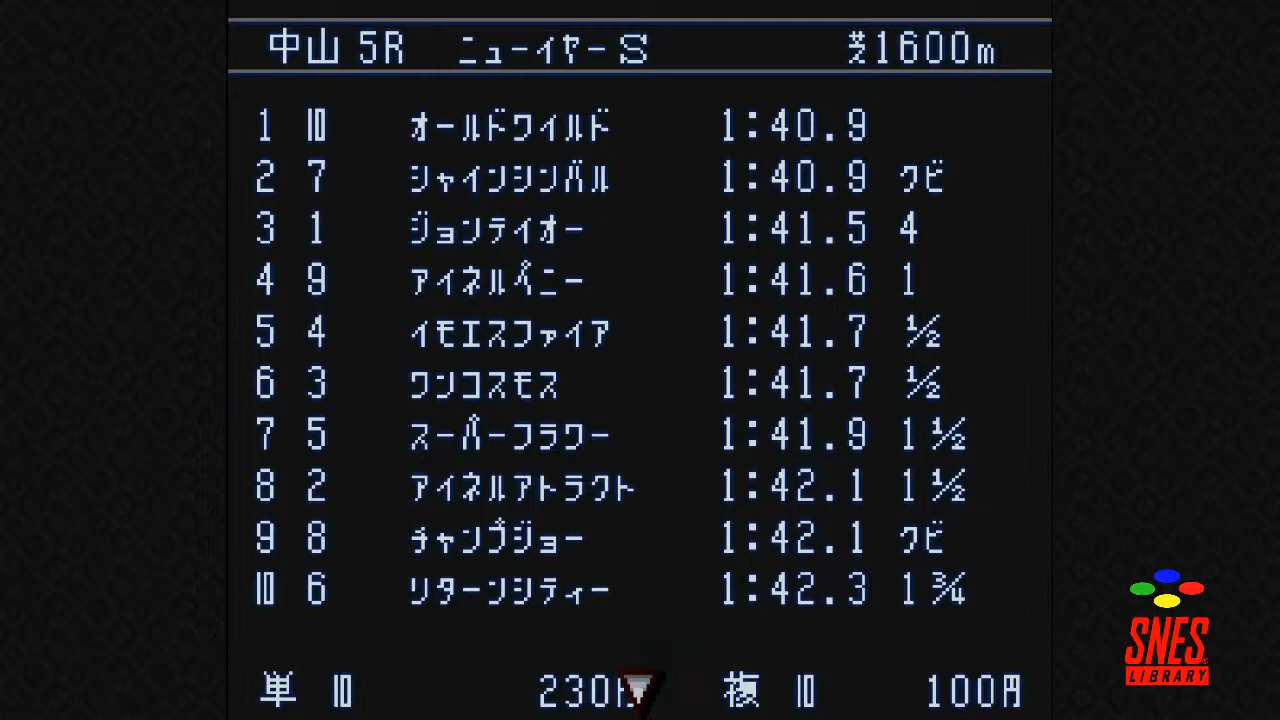 中山 5R ニューイヤーS 芝1600m
1 10 オールドワイルド 1:40.9
2 7 シャインシンバル 1:40.9 クビ
3 1 ジョンテイオー 1:41.5 4
4 9 アイネルペニー 1:41.6 1
5 4 イモエスファイア 1:41.7 ½
6 3 ワンコスモス 1:41.7 ½
7 5 スーパーフラワー 1:41.9 1 ½
8 2 アイネルアトラクト 1:42.1 1 ½
9 8 チャンプジョー 1:42.1 クビ
10 6 リターンシティー 1:42.3 1 ¾
単 10 230円 複 10 100円
SNES
LIBRARY